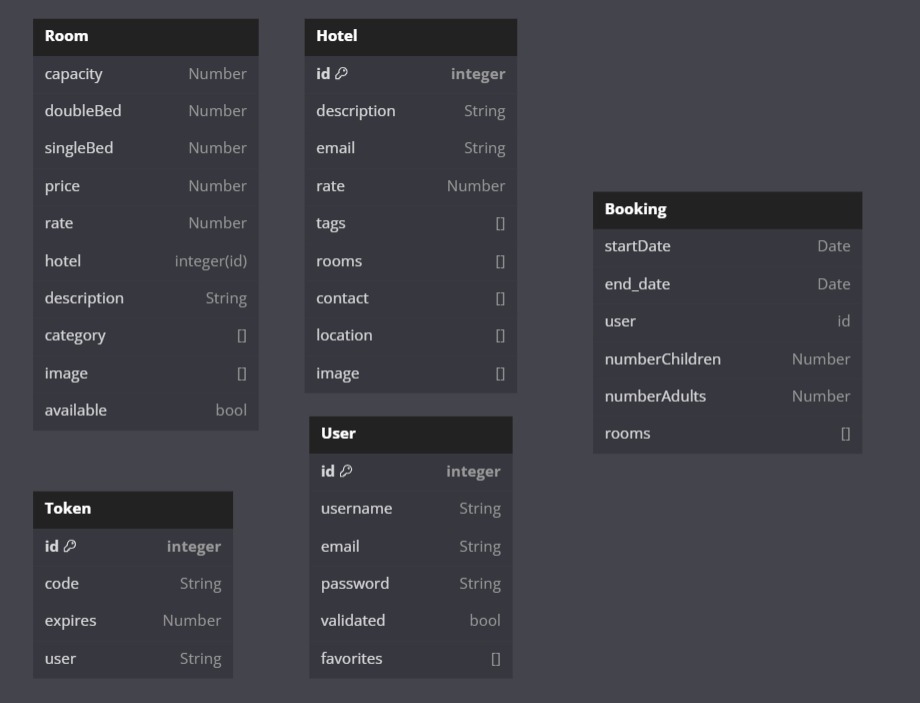 Room
capacity Number
doubleBed Number
singleBed Number
price Number
rate Number
hotel integer(id)
description String
category []
image []
available bool
Hotel
id integer
description String
email String
rate Number
tags []
rooms []
contact []
location []
image []
Booking
startDate Date
end_date Date
user id
numberChildren Number
numberAdults Number
rooms []
Token
id integer
code String
expires Number
user String
User
id integer
username String
email String
password String
validated bool
favorites []